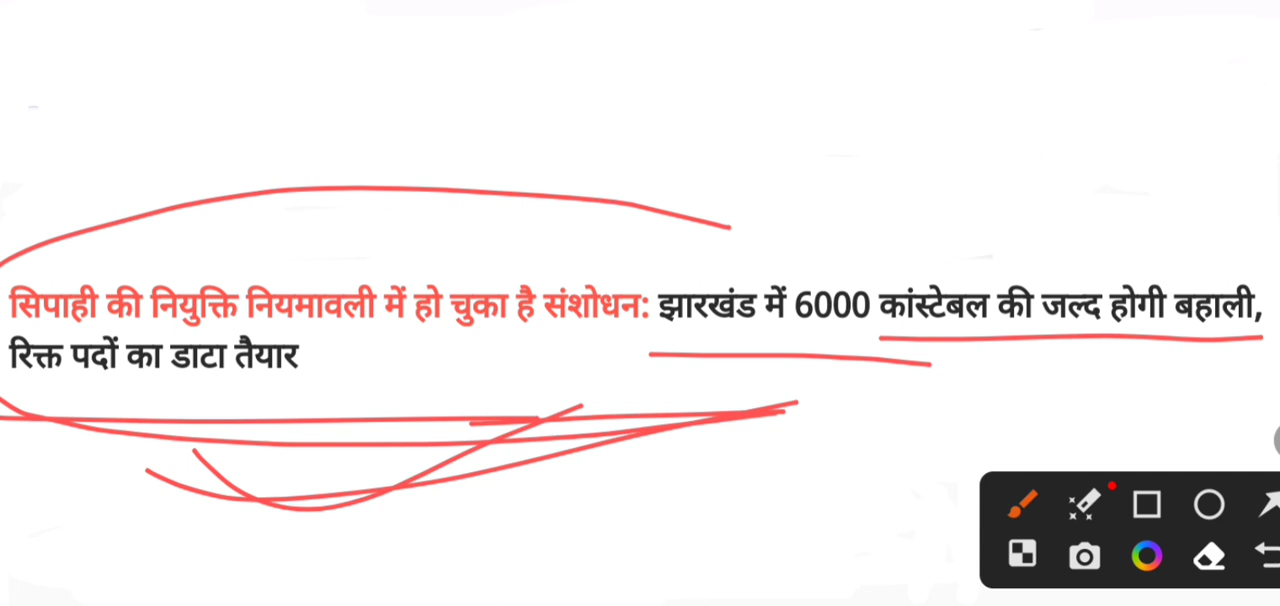 सिपाही की नियुक्ति नियमावली में हो चुका है संशोधन: झारखंड में 6000 कांस्टेबल की जल्द होगी बहाली,
रिक्त पदों का डाटा तैयार